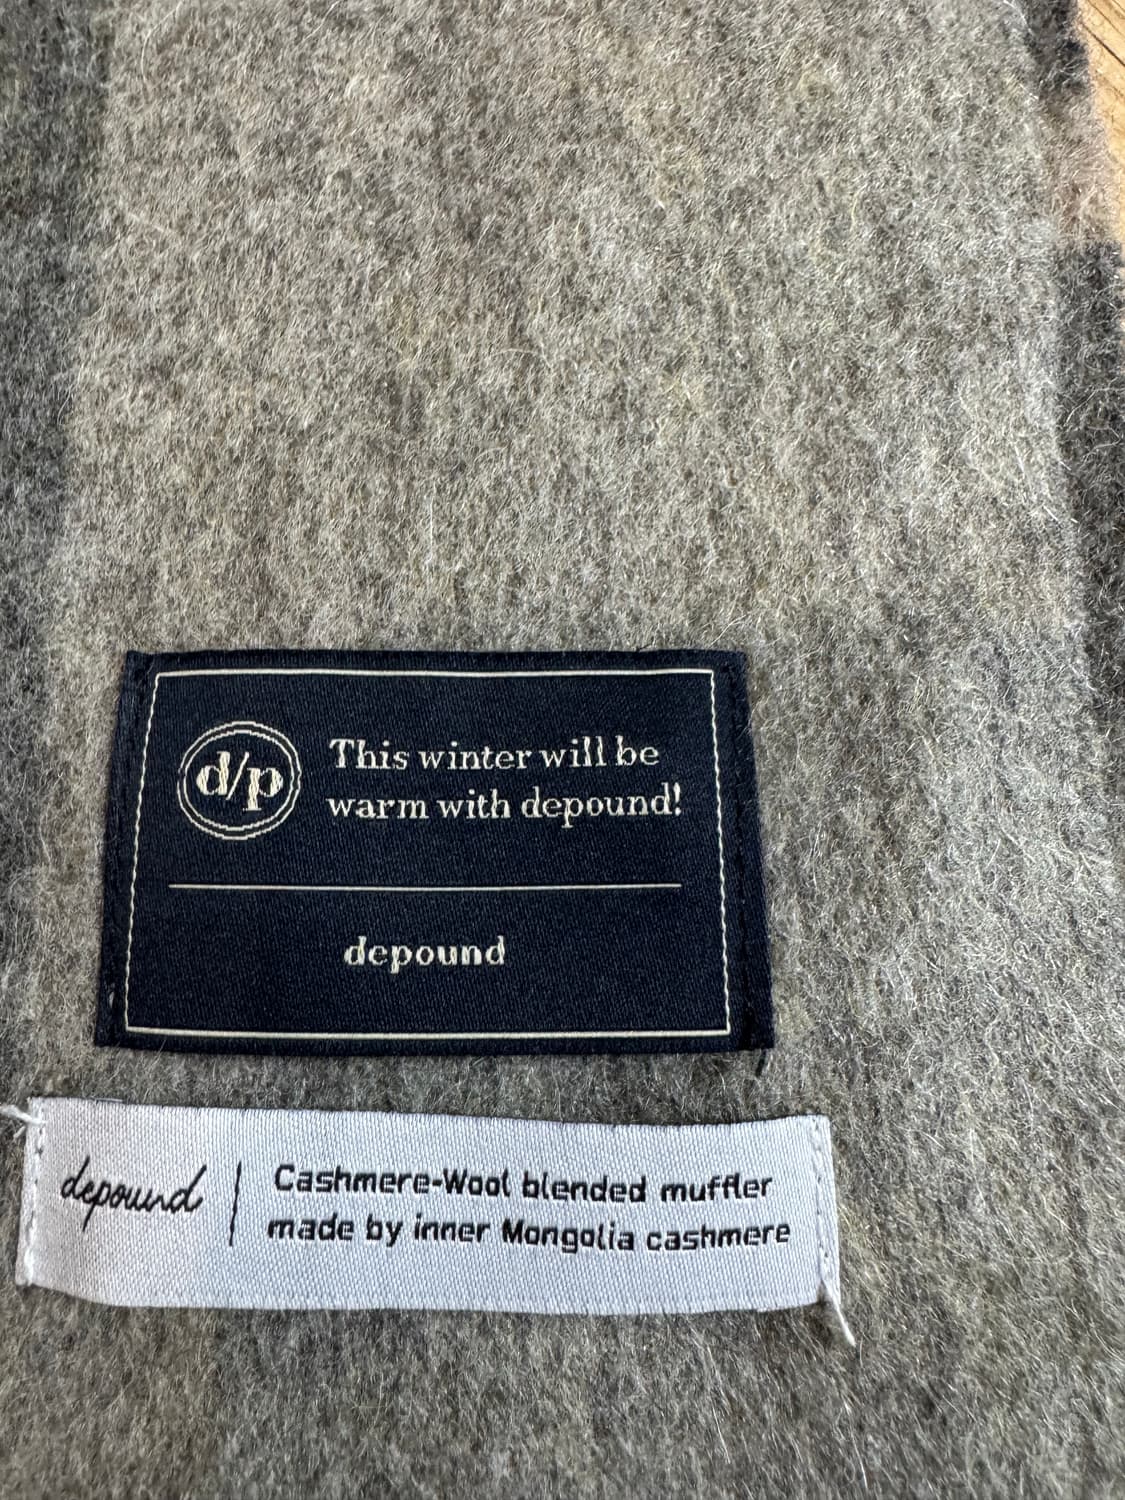 d/p
This winter will be
warm with depound!
depound
depound
Cashmere-Wool blended muffler
made by inner Mongolia cashmere